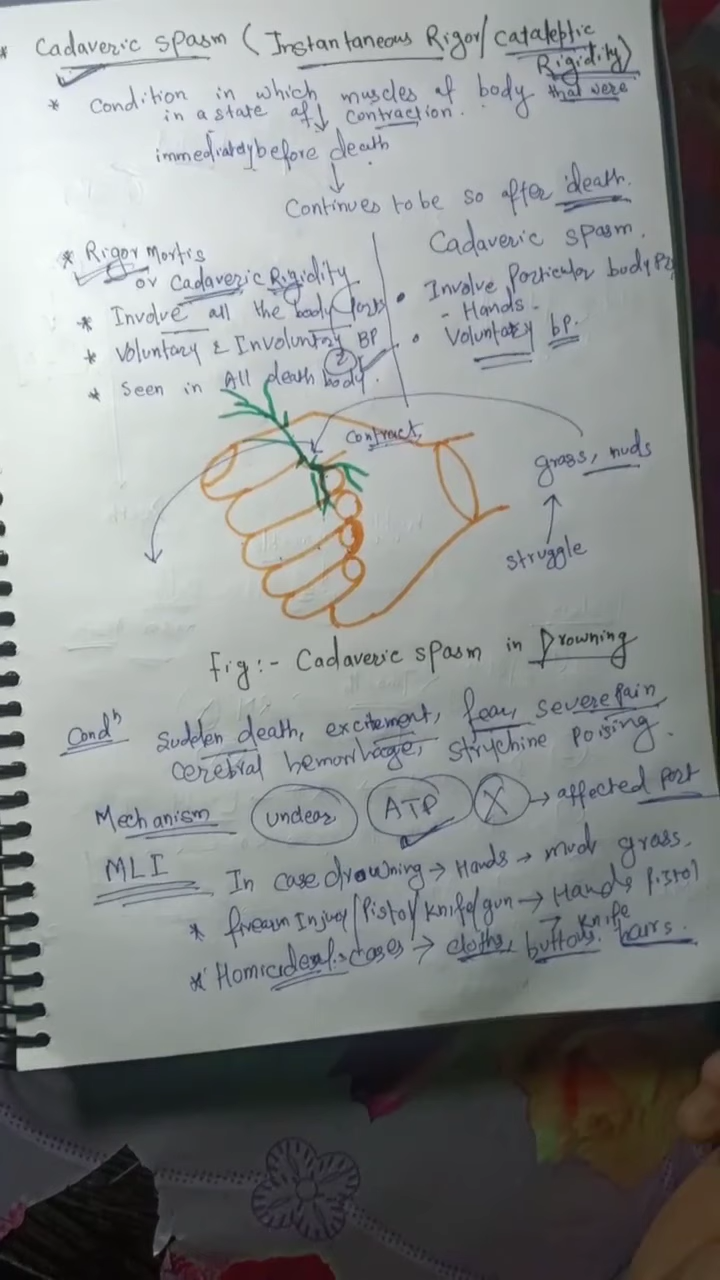 * Cadaveric spasm (Instantaneous Rigor/Cataleptic
Rigidity)
* Condition in which muscles of body that were
in a state of contraction.
immediately before death
Continues to be so after death.
* Rigor mortis
or Cadaveric Rigidity
* Involve all the body parts
* Voluntary & Involuntary BP
* Seen in All death body.
2
Cadaveric spasm.
• Involve Particular body
- Hands -
• Voluntary bp.
Contract
grass, muds
struggle
Fig:- Cadaveric spasm in Drowning
Condⁿ Sudden death, excitement, fear, severe pain
Cerebral hemorrhage, strychine poising.
Mechanism unclear ATP X → affected part
MLI In case drowning → Hands → mud grass.
* firearm Injury/Pistol/knife/gun → Hands Pistol
→ knife
* Homicidal cases → cloths, buttons, hairs.